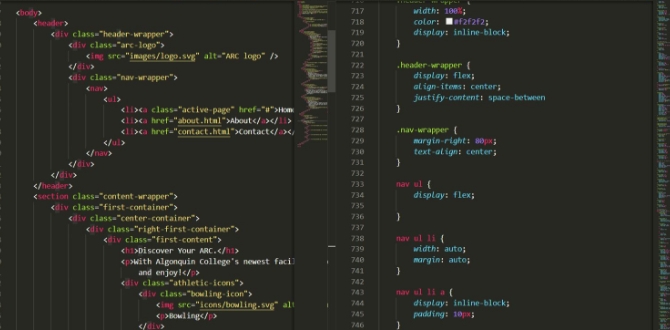 <body>
<header>
<div class="header-wrapper">
<div class="arc-logo">
<img src="images/logo.svg" alt="ARC logo" />
</div>
<div class="nav-wrapper">
<nav>
<ul>
<li><a class="active-page" href="#">Hom
<li><a href="about.html">About</a></li>
<li><a href="contact.html">Contact</a></
</ul>
</nav>
</div>
</div>
</header>
<section class="content-wrapper">
<div class="first-container">
<div class="center-container">
<div class="right-first-container">
<div class="first-content">
<h1>Discover Your ARC.</h1>
<p>With Algonquin College's newest facil
and enjoy!</p>
<div class="athletic-icons">
<div class="bowling-icon">
<img src="icons/bowling.svg" alt
<p>Bowling</p>
</div>
717 width: 100%;
718 color: #f2f2f2;
719 display: inline-block;
720 }
721
722 .header-wrapper {
723 display: flex;
724 align-items: center;
725 justify-content: space-between
726 }
727
728 .nav-wrapper {
729 margin-right: 80px;
730 text-align: center;
731 }
732
733 nav ul {
734 display: flex;
735
736 }
737
738 nav ul li {
739 width: auto;
740 margin: auto;
741 }
742
743 nav ul li a {
744 display: inline-block;
745 padding: 10px;
746